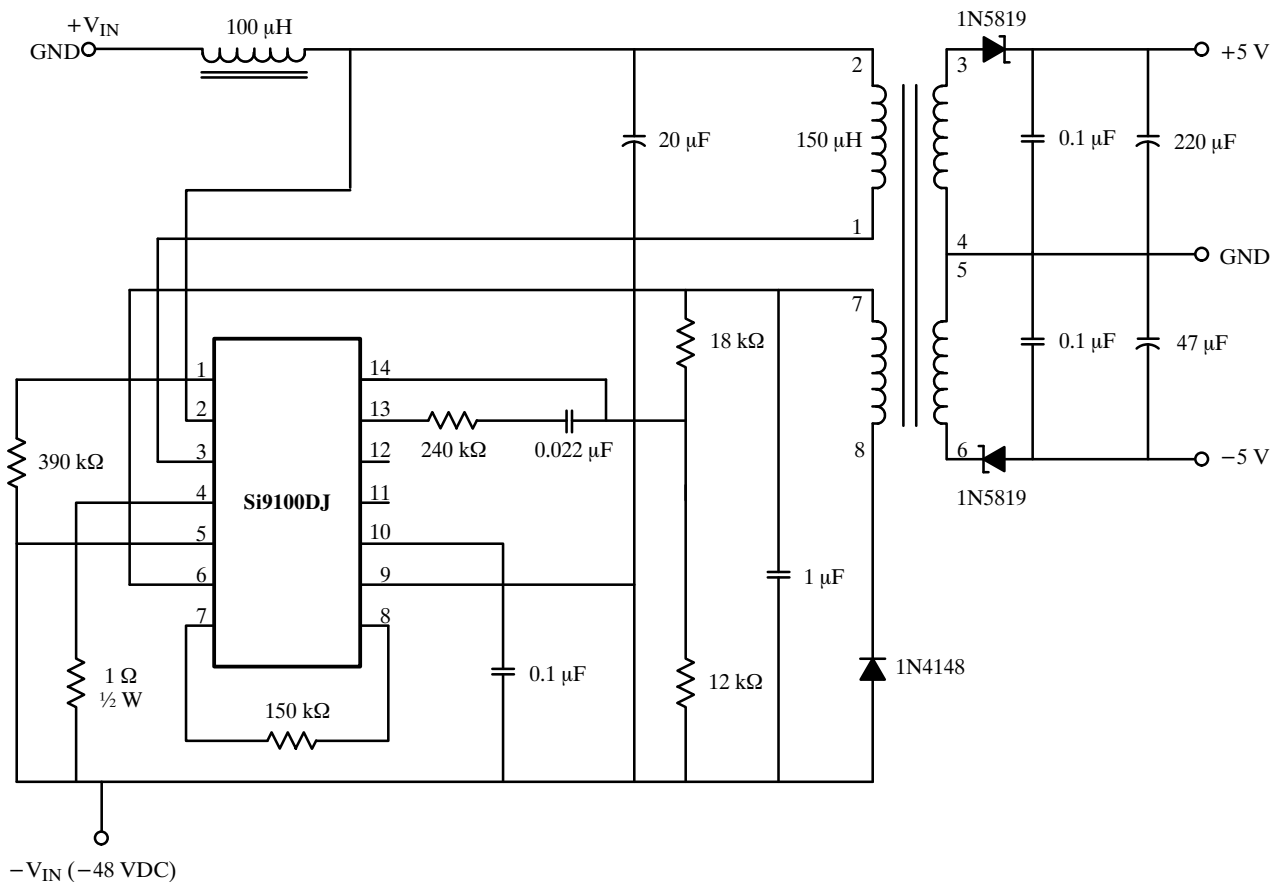 +V_IN
GND
100 μH
1N5819
+5 V
2
3
20 μF
150 μH
0.1 μF
220 μF
1
4
GND
5
7
18 kΩ
0.1 μF
47 μF
1
14
2
13
390 kΩ
240 kΩ
0.022 μF
3
12
8
6
−5 V
1N5819
4
Si9100DJ
11
5
10
6
9
1 μF
7
8
1 Ω
½ W
0.1 μF
12 kΩ
1N4148
150 kΩ
−V_IN (−48 VDC)